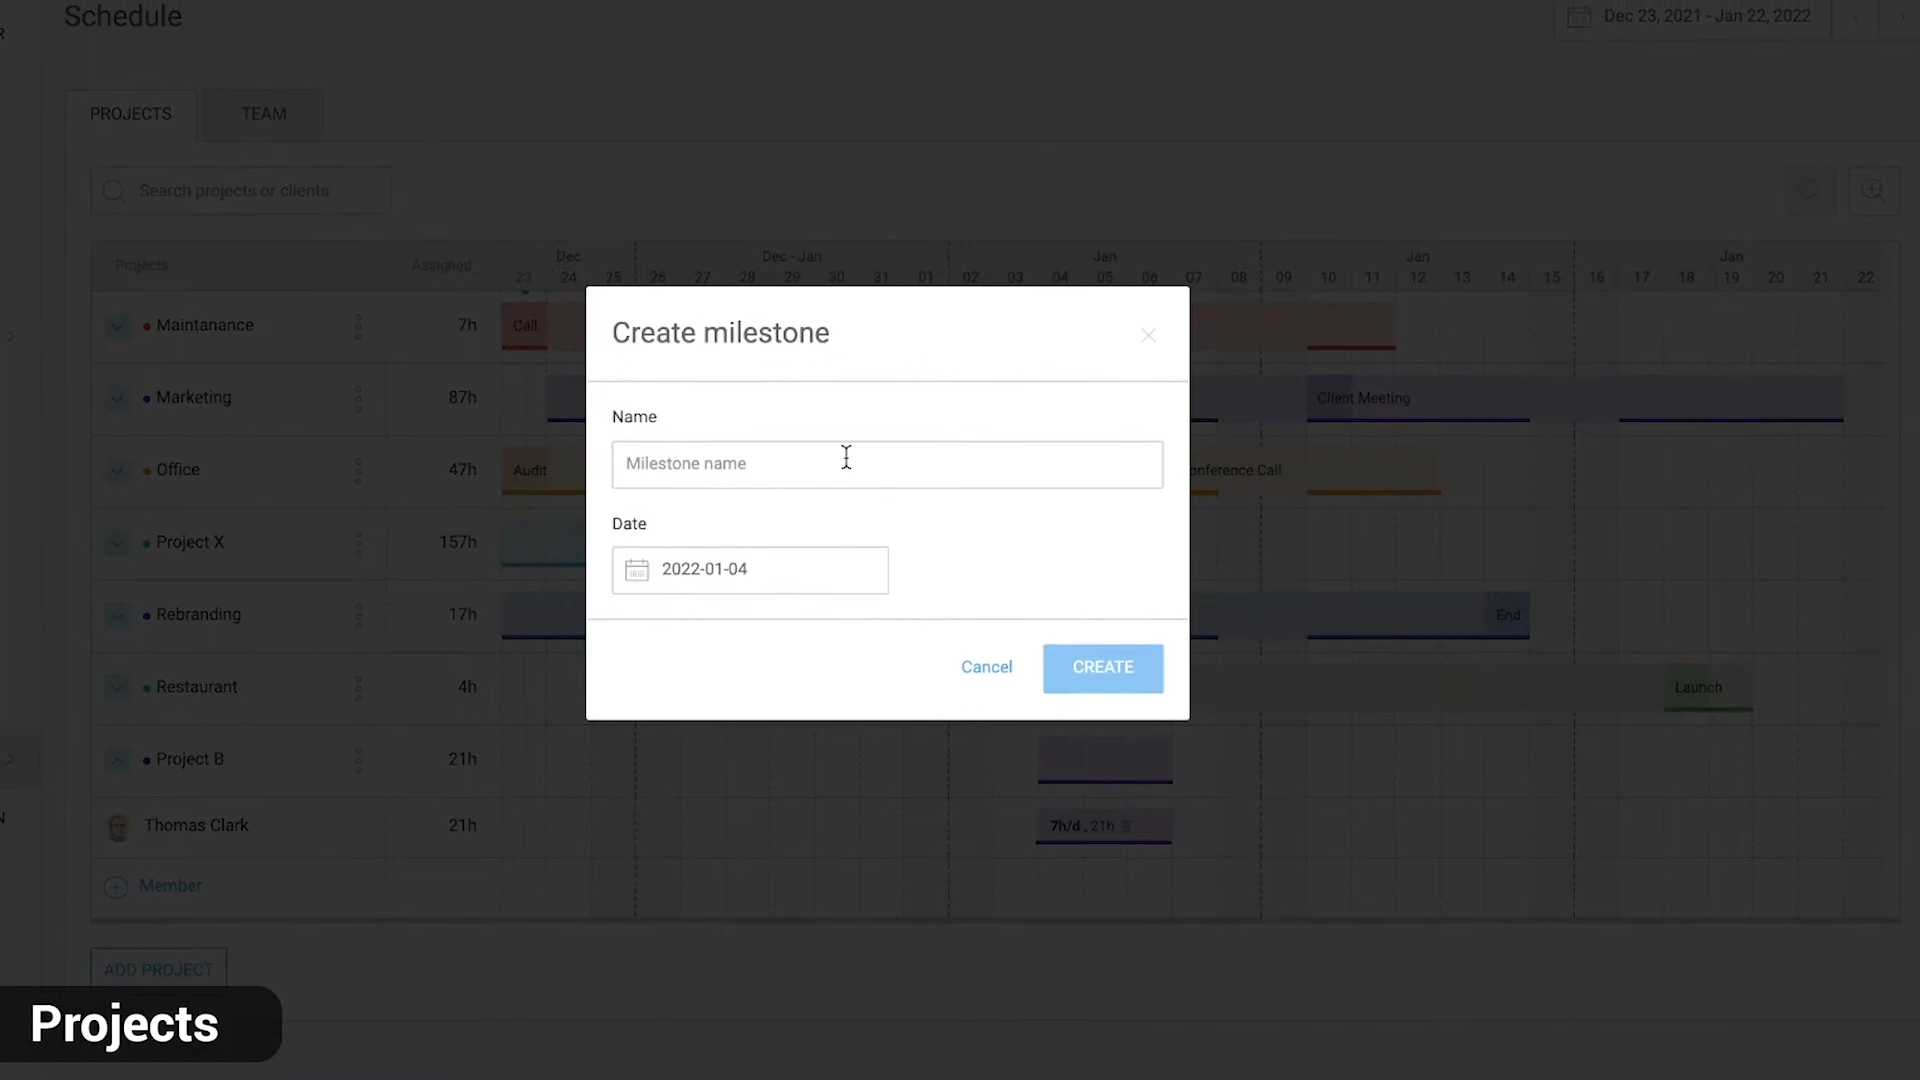 Schedule
Dec 23, 2021 - Jan 22, 2022
R
PROJECTS
TEAM
Search projects or clients
Projects
Assigned
Dec
Dec - Jan
Jan
Jan
Jan
23 24 25 26 27 28 29 30 31 01 02 03 04 05 06 07 08 09 10 11 12 13 14 15 16 17 18 19 20 21 22
Maintanance 7h Call
Marketing 87h Client Meeting
Office 47h Audit onference Call
Project X 157h
Rebranding 17h End
Restaurant 4h Launch
Project B 21h
Thomas Clark 21h 7h/d , 21h
N
Member
ADD PROJECT
Create milestone
Name
Milestone name
Date
2022-01-04
Cancel
CREATE
Projects